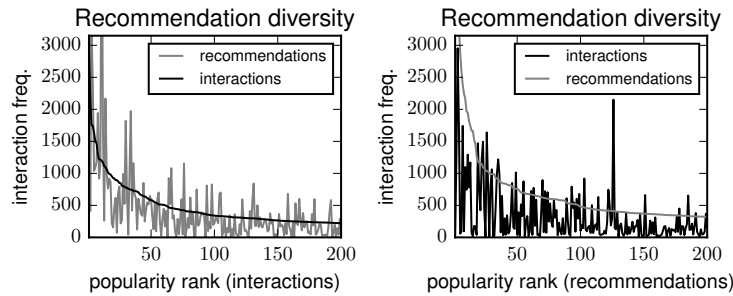 Recommendation diversity
3000
2500
2000
1500
1000
500
0
interaction freq.
recommendations
interactions
50
100
150
200
popularity rank (interactions)
Recommendation diversity
3000
2500
2000
1500
1000
500
0
interaction freq.
interactions
recommendations
50
100
150
200
popularity rank (recommendations)